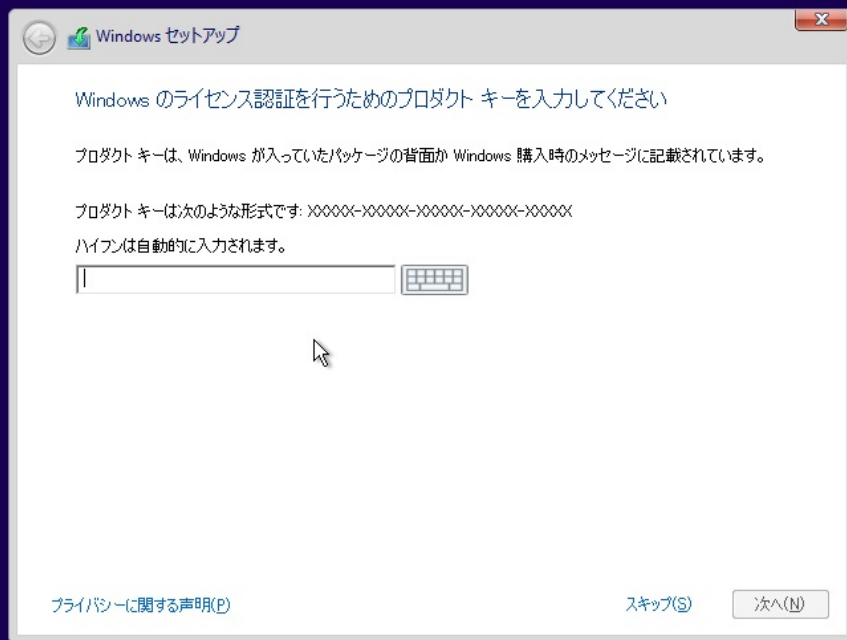 Windows セットアップ
Windows のライセンス認証を行うためのプロダクト キーを入力してください
プロダクト キーは、Windows が入っていたパッケージの背面か Windows 購入時のメッセージに記載されています。
プロダクト キーは次のような形式です: XXXXX-XXXXX-XXXXX-XXXXX-XXXXX
ハイフンは自動的に入力されます。
プライバシーに関する声明(P)
スキップ(S)
次へ(N)